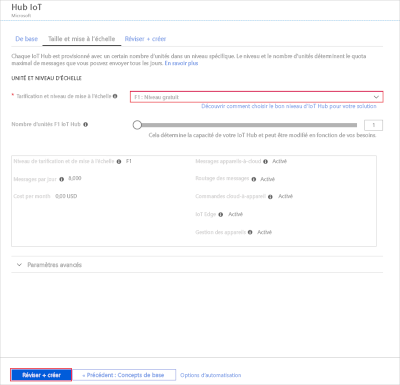 Hub IoT
Microsoft
De base Taille et mise à l'échelle Réviser + créer
Chaque IoT Hub est provisionné avec un certain nombre d'unités dans un niveau spécifique. Le niveau et le nombre d'unités déterminent le quota
maximal de messages que vous pouvez envoyer tous les jours. En savoir plus
UNITÉ ET NIVEAU D'ÉCHELLE
* Tarification et niveau de mise à l'échelle F1 : Niveau gratuit
Découvrir comment choisir le bon niveau d'IoT Hub pour votre solution
Nombre d'unités F1 IoT Hub 1
Cela détermine la capacité de votre IoT Hub et peut être modifié en fonction de vos besoins
Niveau de tarification et de mise à l'échelle F1 Messages appareils-à-cloud Activé
Messages par jour 8,000 Routage des messages Activé
Cost per month 0,00 USD Commandes cloud-à-appareil Activé
IoT Edge Activé
Gestion des appareils Activé
Paramètres avancés
Réviser + créer « Précédent : Concepts de base Options d'automatisation